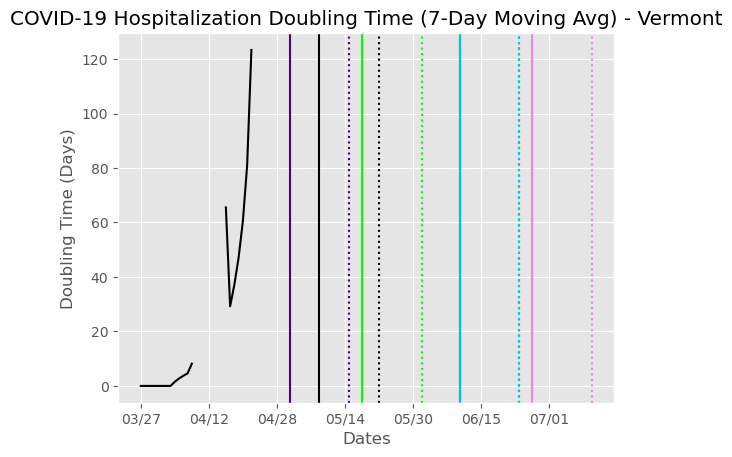 COVID-19 Hospitalization Doubling Time (7-Day Moving Avg) - Vermont
Doubling Time (Days)
120
100
80
60
40
20
0
03/27 04/12 04/28 05/14 05/30 06/15 07/01
Dates